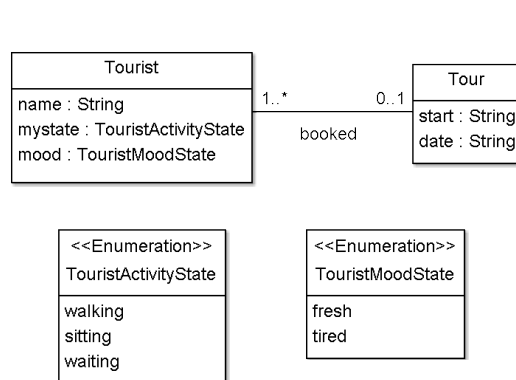 Tourist
name : String
mystate : TouristActivityState
mood : TouristMoodState
1..*
0..1
booked
Tour
start : String
date : String
<<Enumeration>>
TouristActivityState
walking
sitting
waiting
<<Enumeration>>
TouristMoodState
fresh
tired